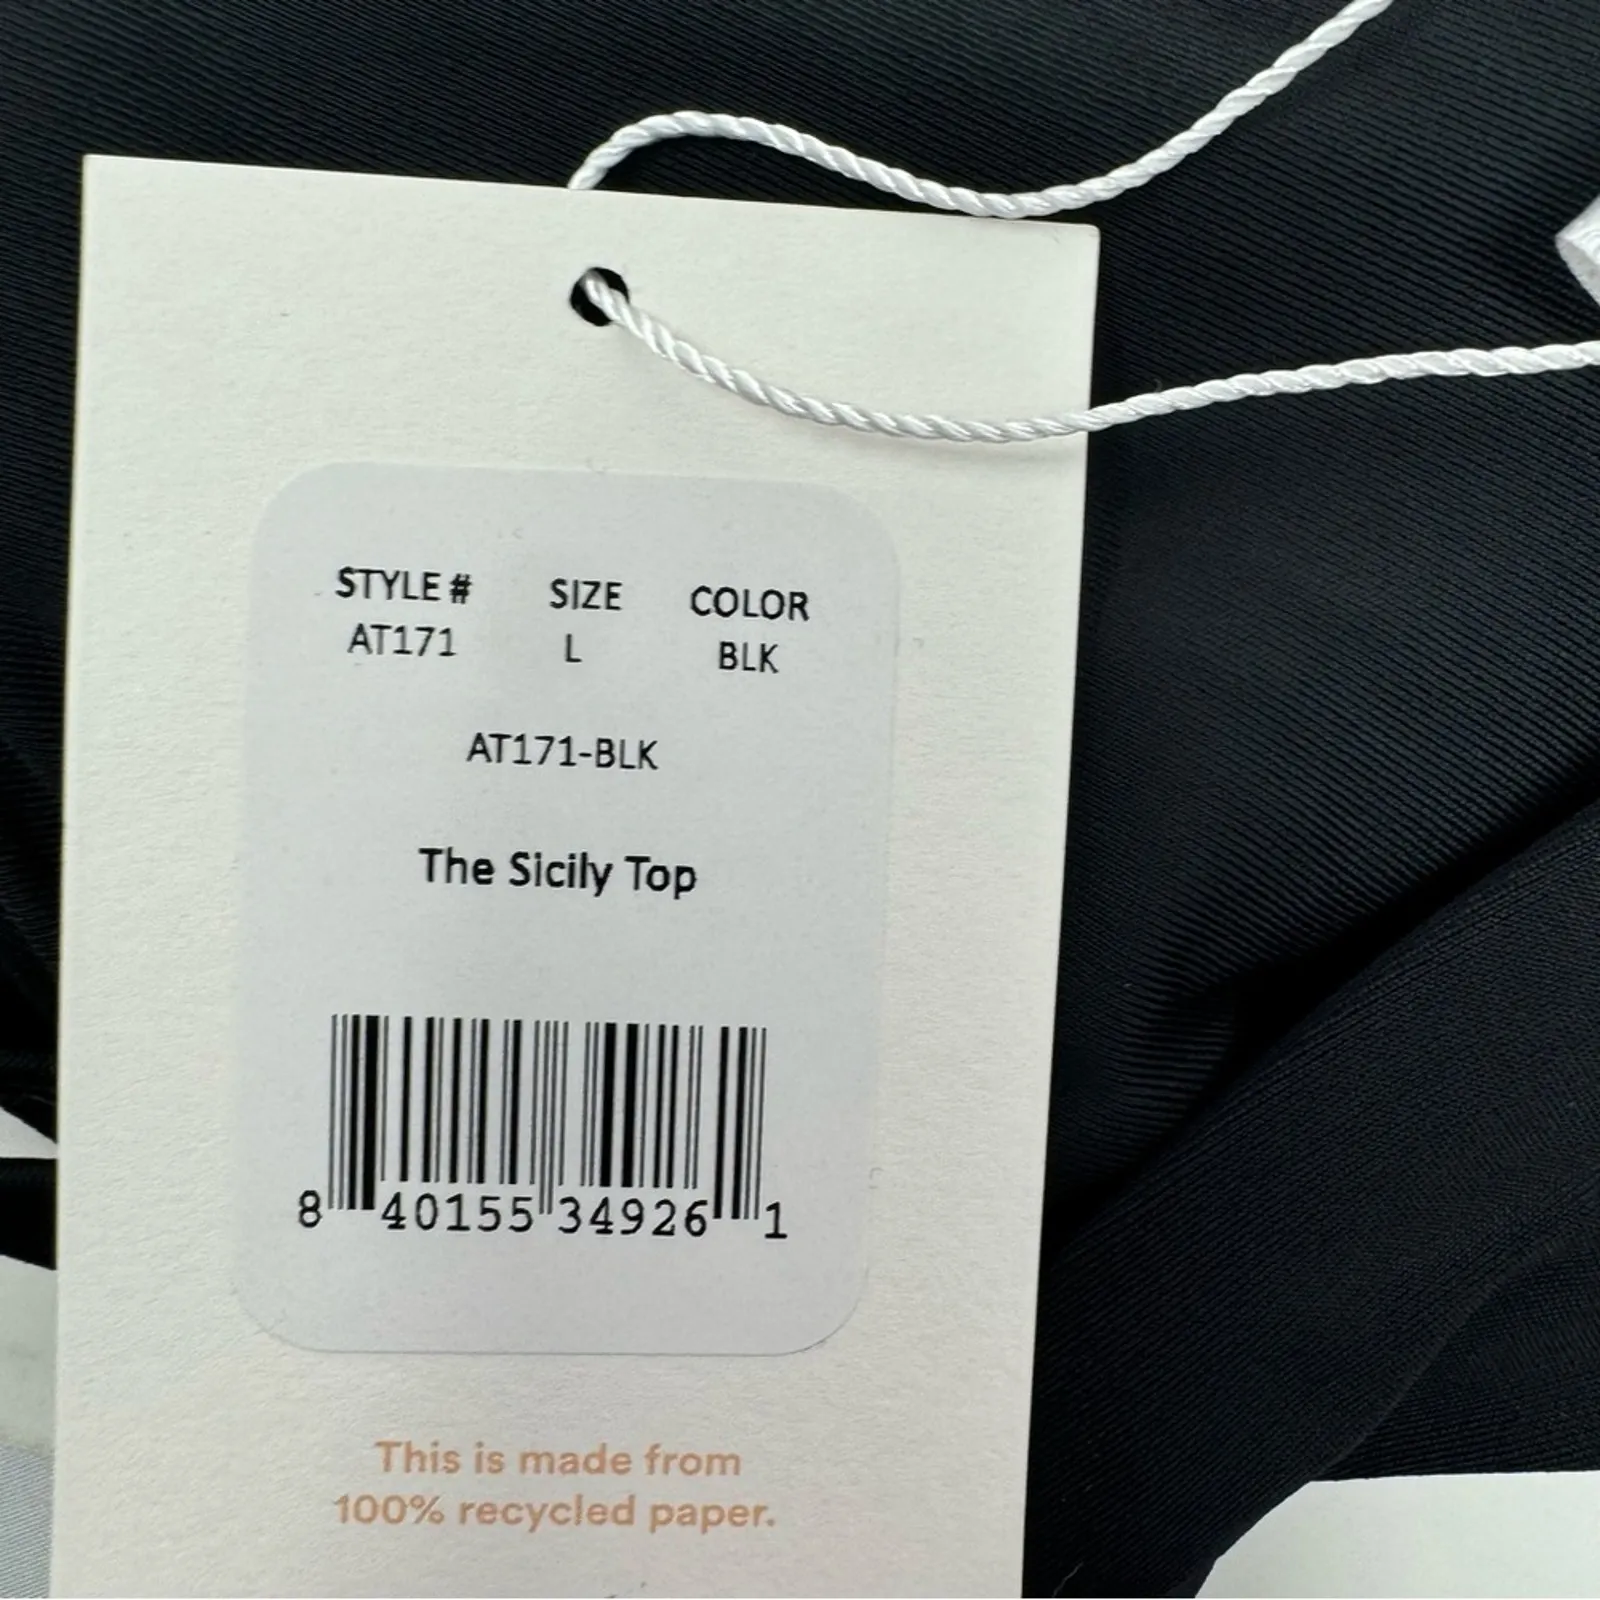 STYLE # SIZE COLOR
AT171 L BLK
AT171-BLK
The Sicily Top
8 40155 34926 1
This is made from
100% recycled paper.